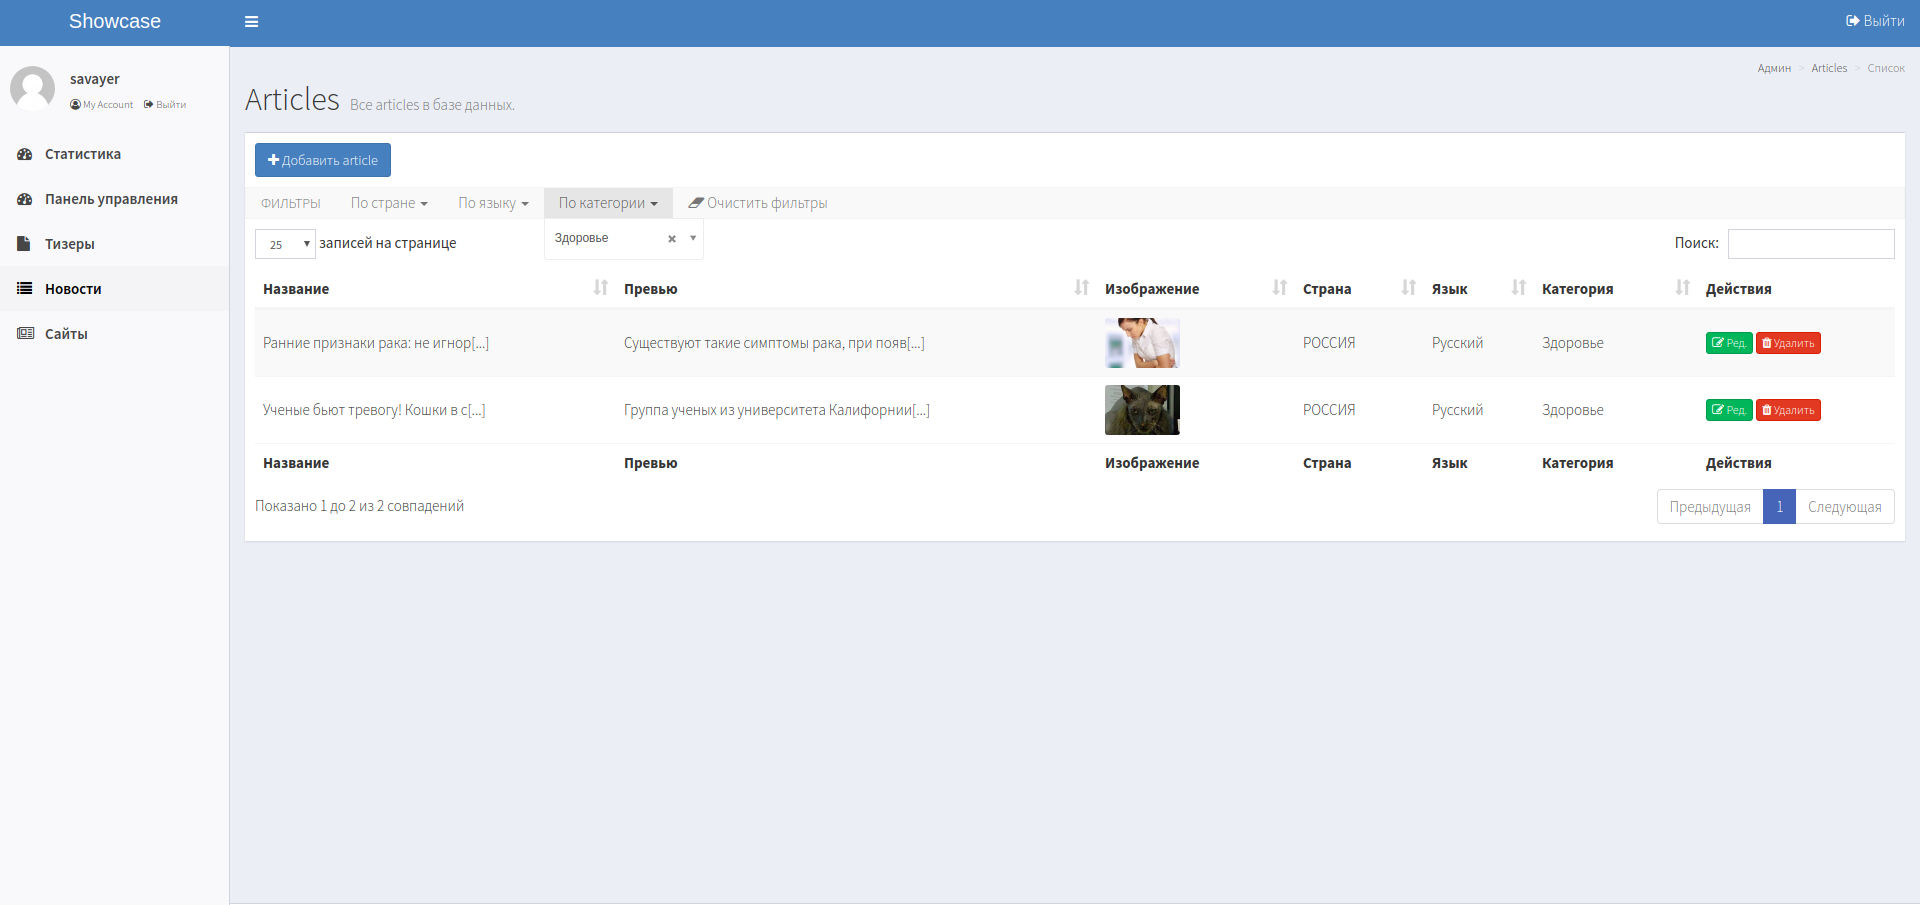 Showcase
Выйти
savayer
My Account Выйти
Админ > Articles > Список
Articles Все articles в базе данных.
Статистика
Панель управления
Тизеры
Новости
Сайты
Добавить article
ФИЛЬТРЫ По стране По языку По категории Очистить фильтры
Здоровье
25 записей на странице
Поиск:
Название Превью Изображение Страна Язык Категория Действия
Ранние признаки рака: не игнор[...] Существуют такие симптомы рака, при появ[...] РОССИЯ Русский Здоровье Ред. Удалить
Ученые бьют тревогу! Кошки в с[...] Группа ученых из университета Калифорнии[...] РОССИЯ Русский Здоровье Ред. Удалить
Название Превью Изображение Страна Язык Категория Действия
Показано 1 до 2 из 2 совпадений
Предыдущая 1 Следующая